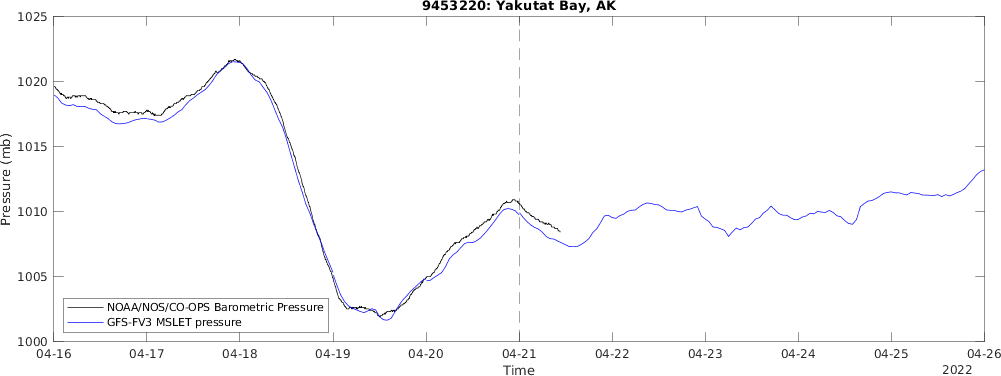 9453220: Yakutat Bay, AK
Pressure (mb)
1025
1020
1015
1010
1005
1000
NOAA/NOS/CO-OPS Barometric Pressure
GFS-FV3 MSLET pressure
04-16 04-17 04-18 04-19 04-20 04-21 04-22 04-23 04-24 04-25 04-26
Time
2022